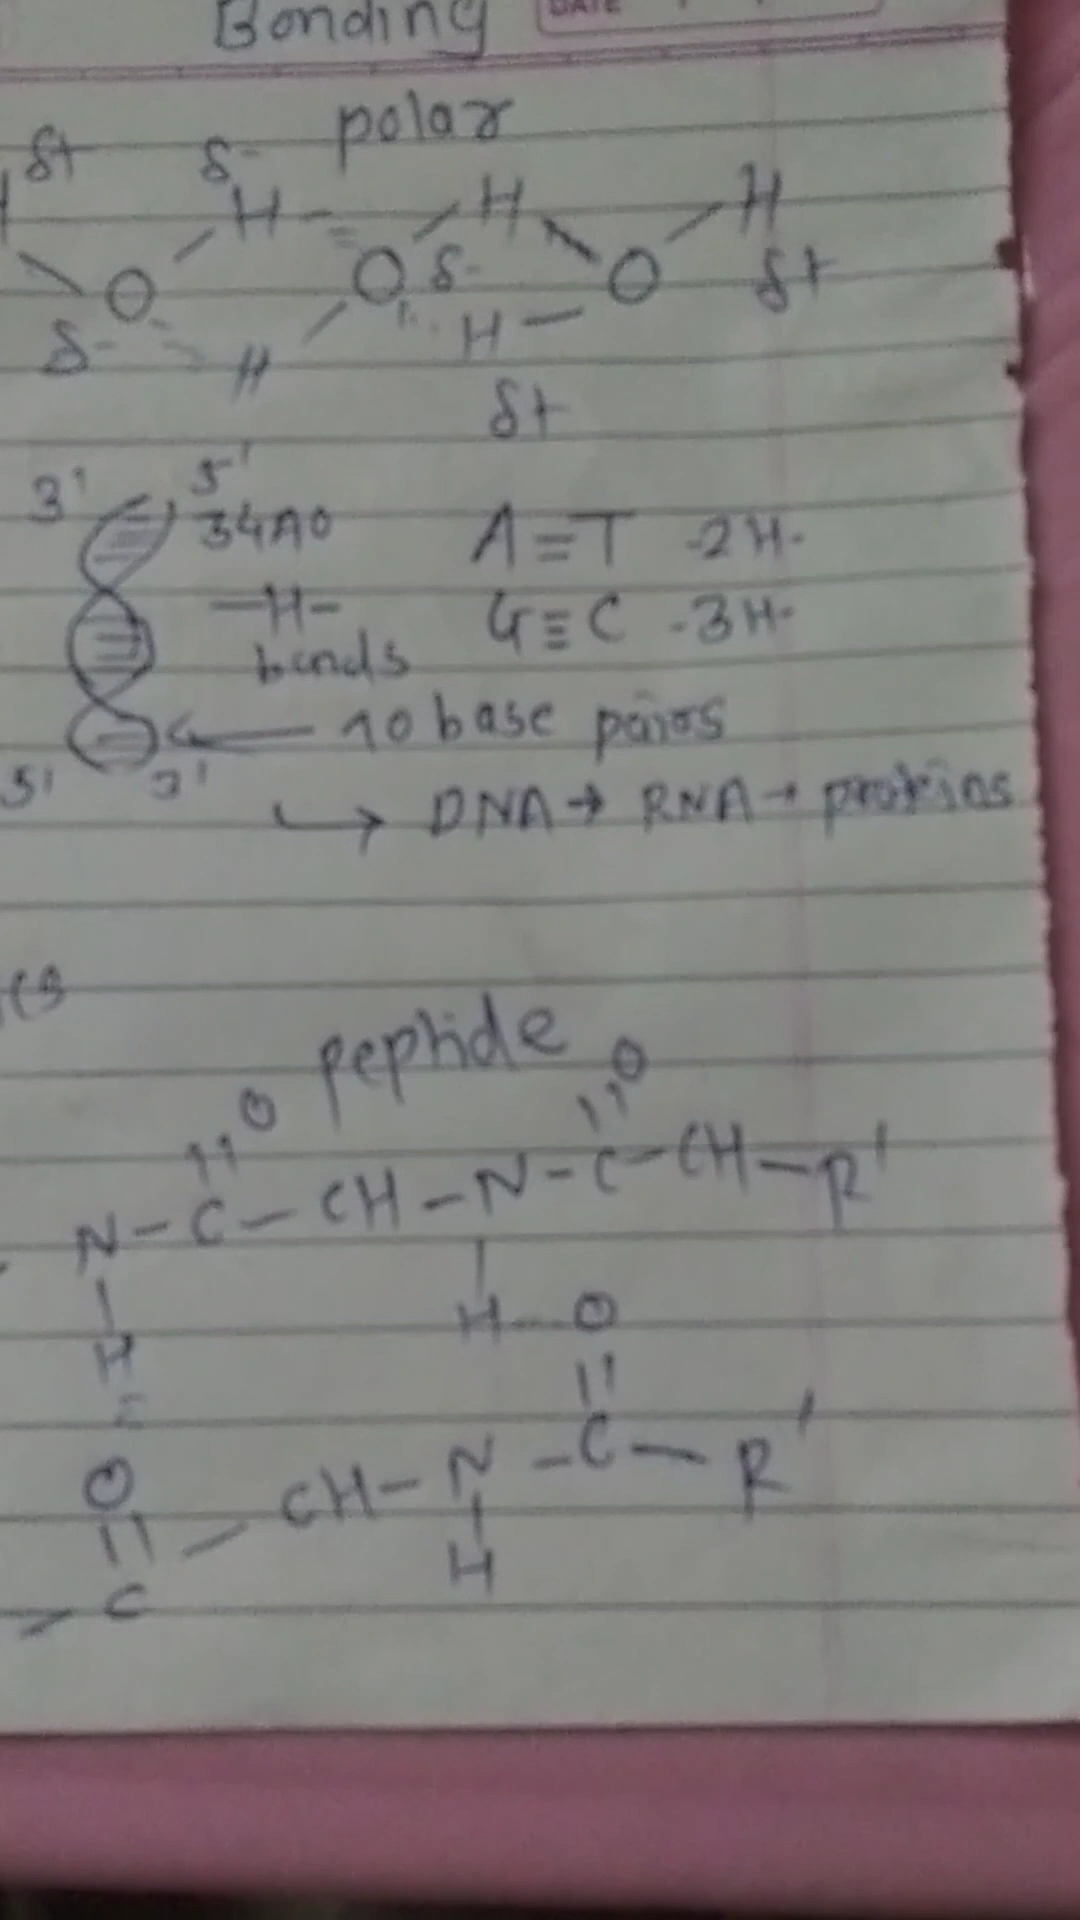 Bonding DATE
polar
δ+ δ-
H - H H
O O δ- O δ+
δ- H H
δ+
3' 5'
34A0 A = T -2H-
-H- G ≡ C -3H-
bonds
10 base pairs
5' 3'
↳ DNA → RNA → proteins
peptide
O O
N - C - CH - N - C - CH - R'
H H O
O CH - N - C - R'
C H